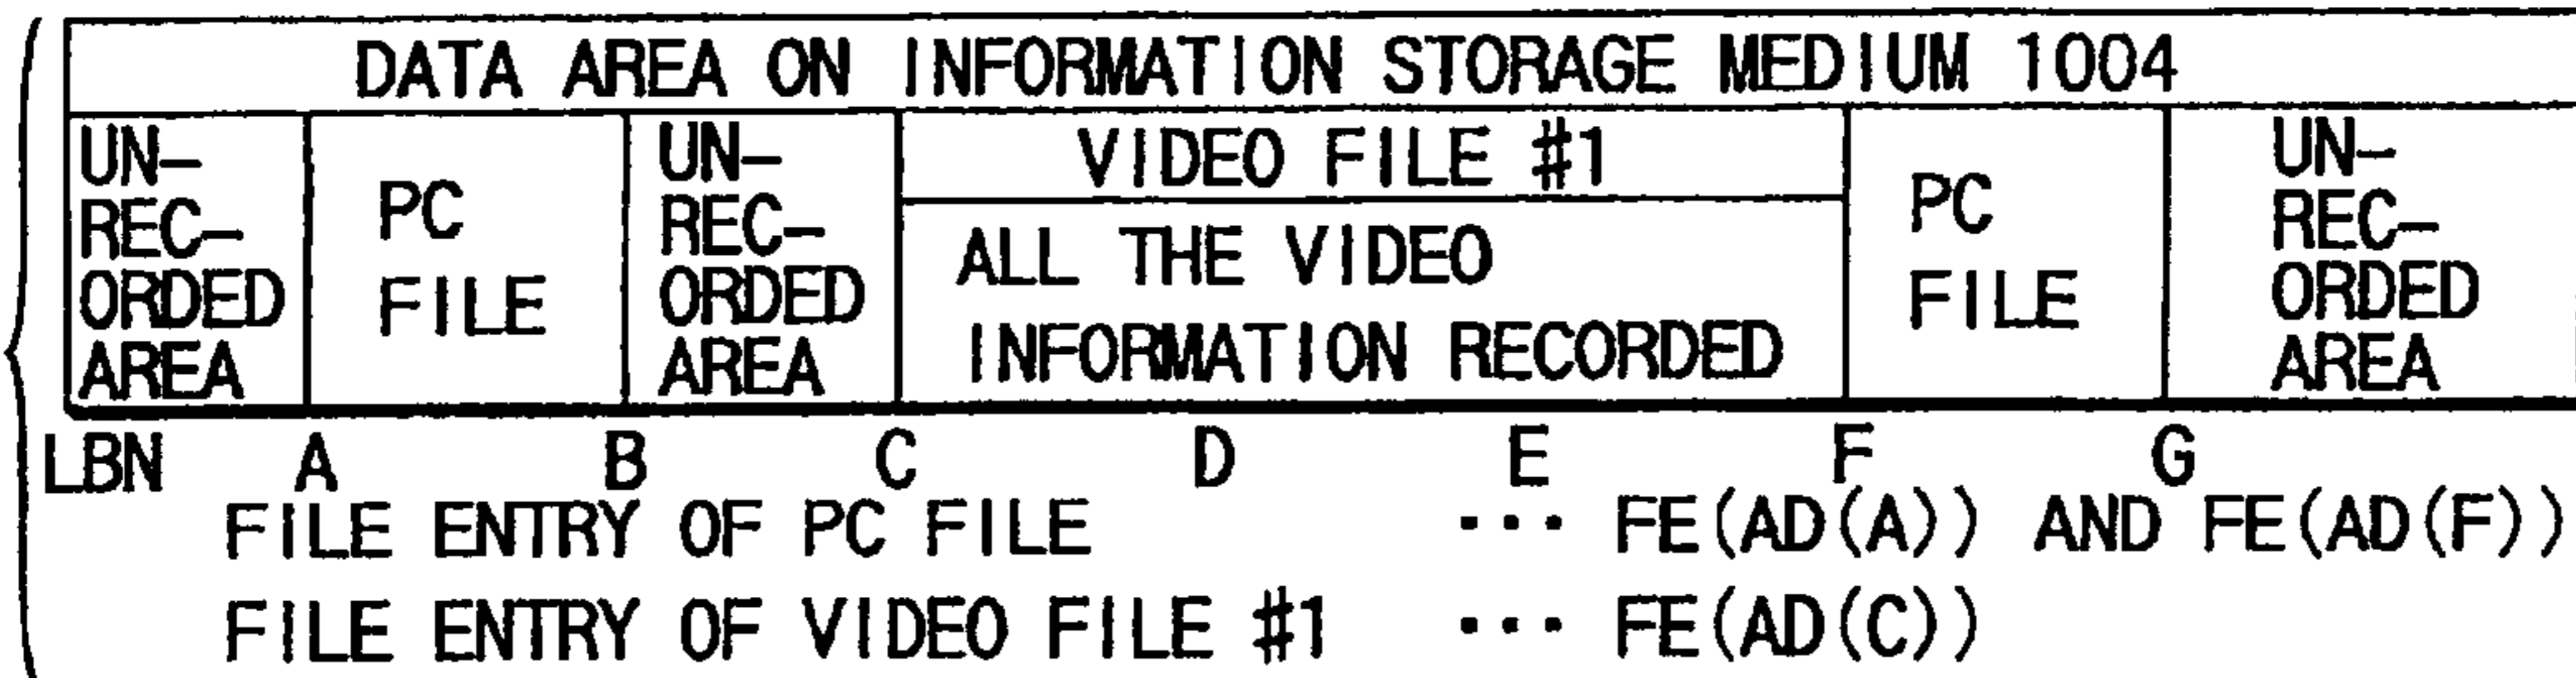 DATA AREA ON INFORMATION STORAGE MEDIUM 1004
UN-
REC-
ORDED
AREA
PC
FILE
UN-
REC-
ORDED
AREA
VIDEO FILE #1
ALL THE VIDEO
INFORMATION RECORDED
PC
FILE
UN-
REC-
ORDED
AREA
LBN A B C D E F G
FILE ENTRY OF PC FILE ··· FE(AD(A)) AND FE(AD(F))
FILE ENTRY OF VIDEO FILE #1 ··· FE(AD(C))